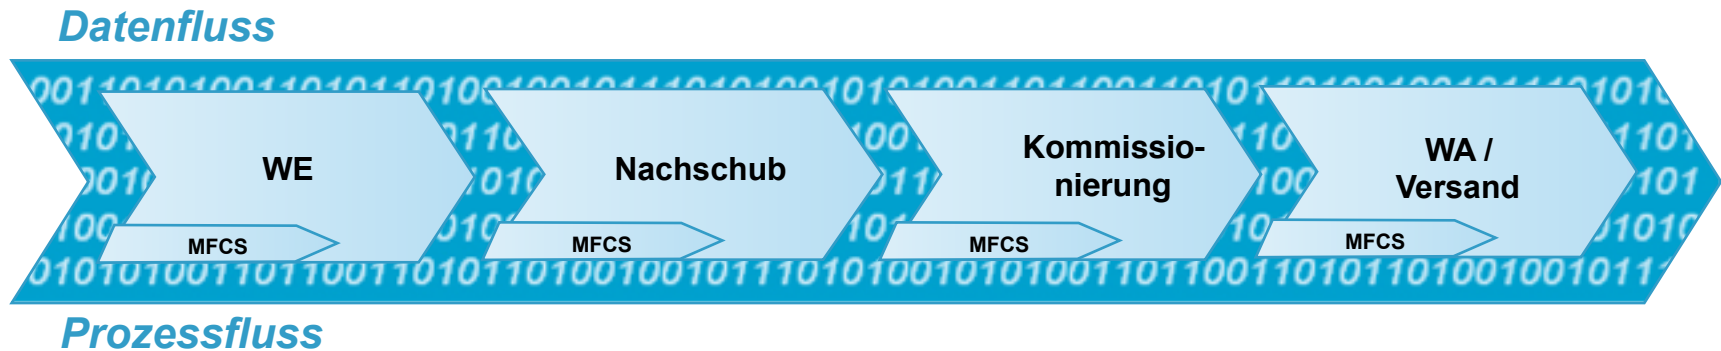 Datenfluss
WE
Nachschub
Kommissio-
nierung
WA /
Versand
MFCS
MFCS
MFCS
MFCS
Prozessfluss